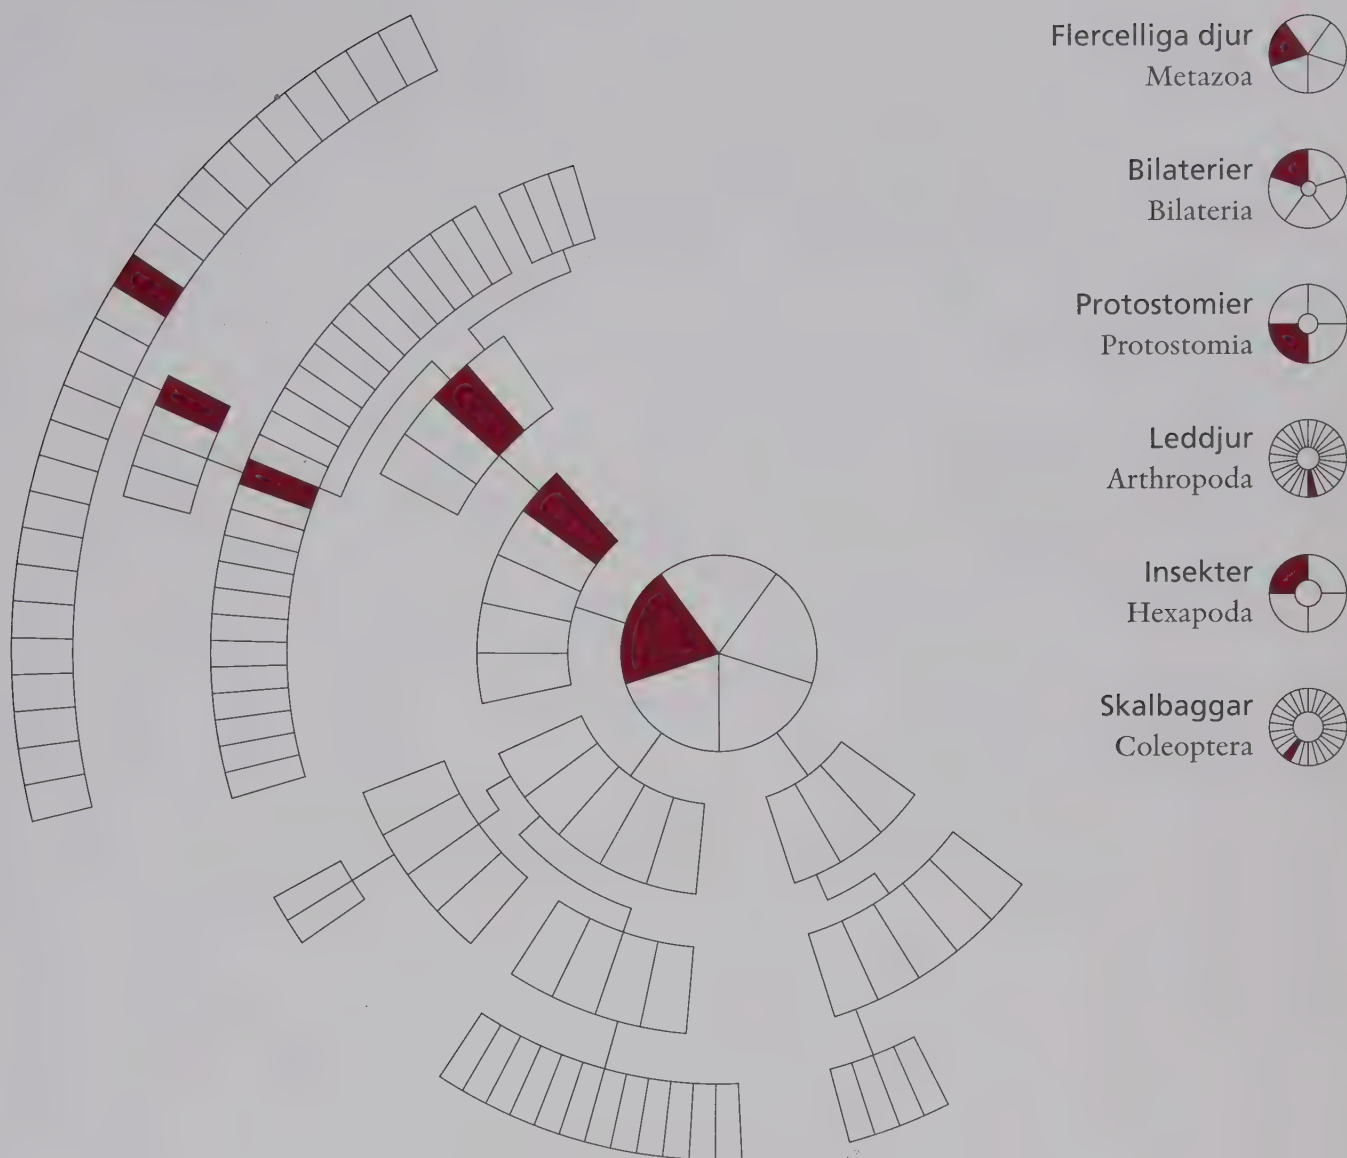 Flercelliga djur
Metazoa
Bilaterier
Bilateria
Protostomier
Protostomia
Leddjur
Arthropoda
Insekter
Hexapoda
Skalbaggar
Coleoptera